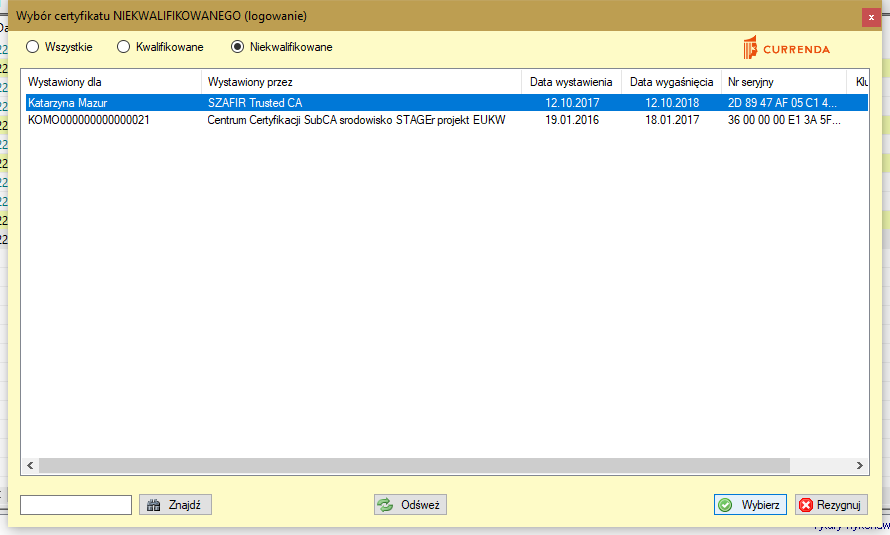 Wybór certyfikatu NIEKWALIFIKOWANEGO (logowanie)
Wszystkie Kwalifikowane Niekwalifikowane
CURRENDA
Wystawiony dla Wystawiony przez Data wystawienia Data wygaśnięcia Nr seryjny Klu
Katarzyna Mazur SZAFIR Trusted CA 12.10.2017 12.10.2018 2D 89 47 AF 05 C1 4...
KOMO000000000000021 Centrum Certyfikacji SubCA srodowisko STAGEr projekt EUKW 19.01.2016 18.01.2017 36 00 00 00 E1 3A 5F...
Znajdź Odśwież Wybierz Rezygnuj